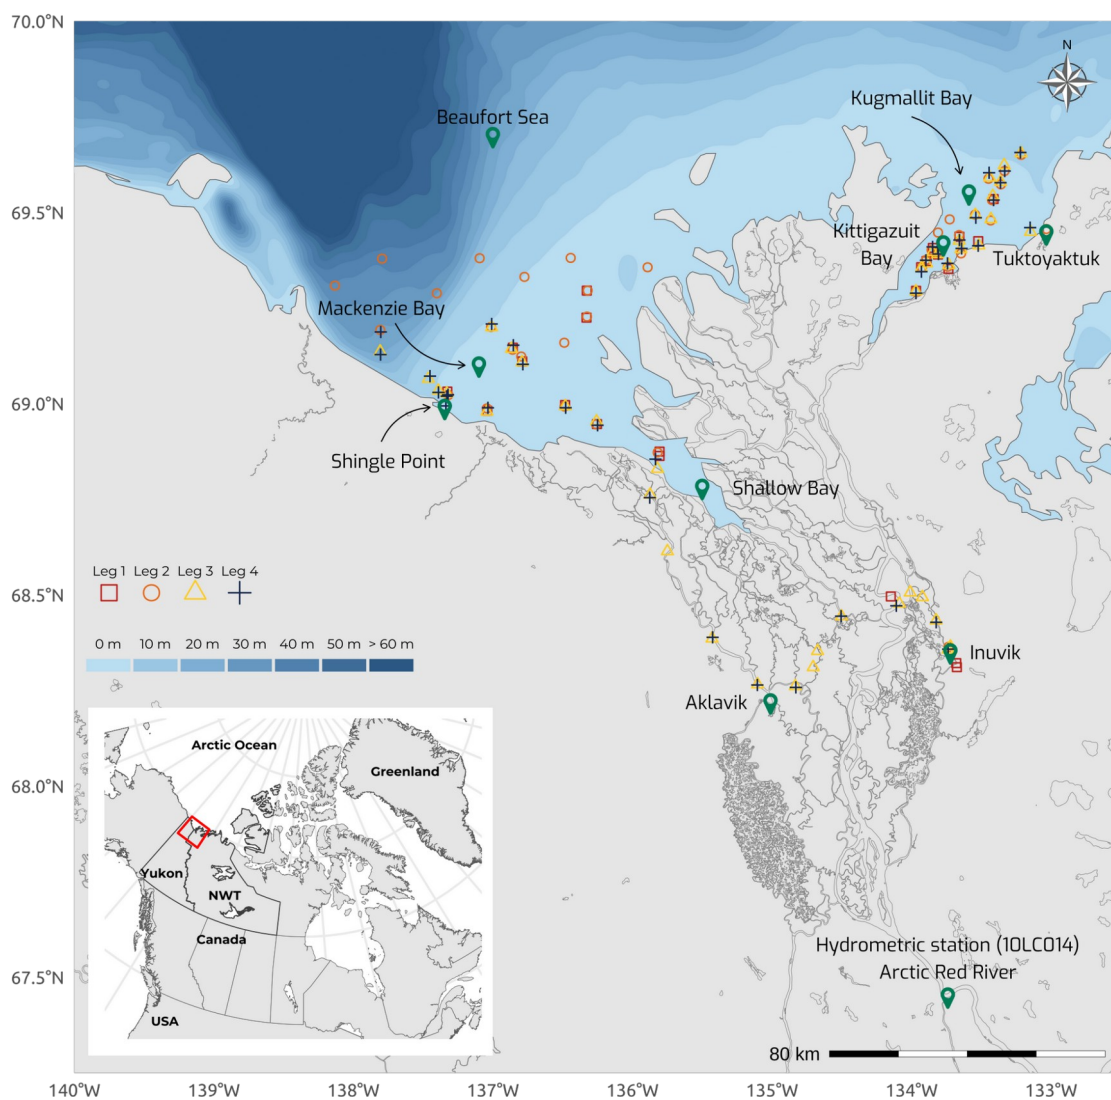 70.0°N
N
Kugmallit Bay
Beaufort Sea
69.5°N
Kittigazuit
Bay
Tuktoyaktuk
Mackenzie Bay
69.0°N
Shingle Point
Shallow Bay
68.5°N
Leg 1 Leg 2 Leg 3 Leg 4
0 m 10 m 20 m 30 m 40 m 50 m > 60 m
Inuvik
Aklavik
68.0°N
Arctic Ocean
Greenland
Yukon
NWT
Canada
USA
67.5°N
Hydrometric station (10LC014)
Arctic Red River
80 km
140°W 139°W 138°W 137°W 136°W 135°W 134°W 133°W